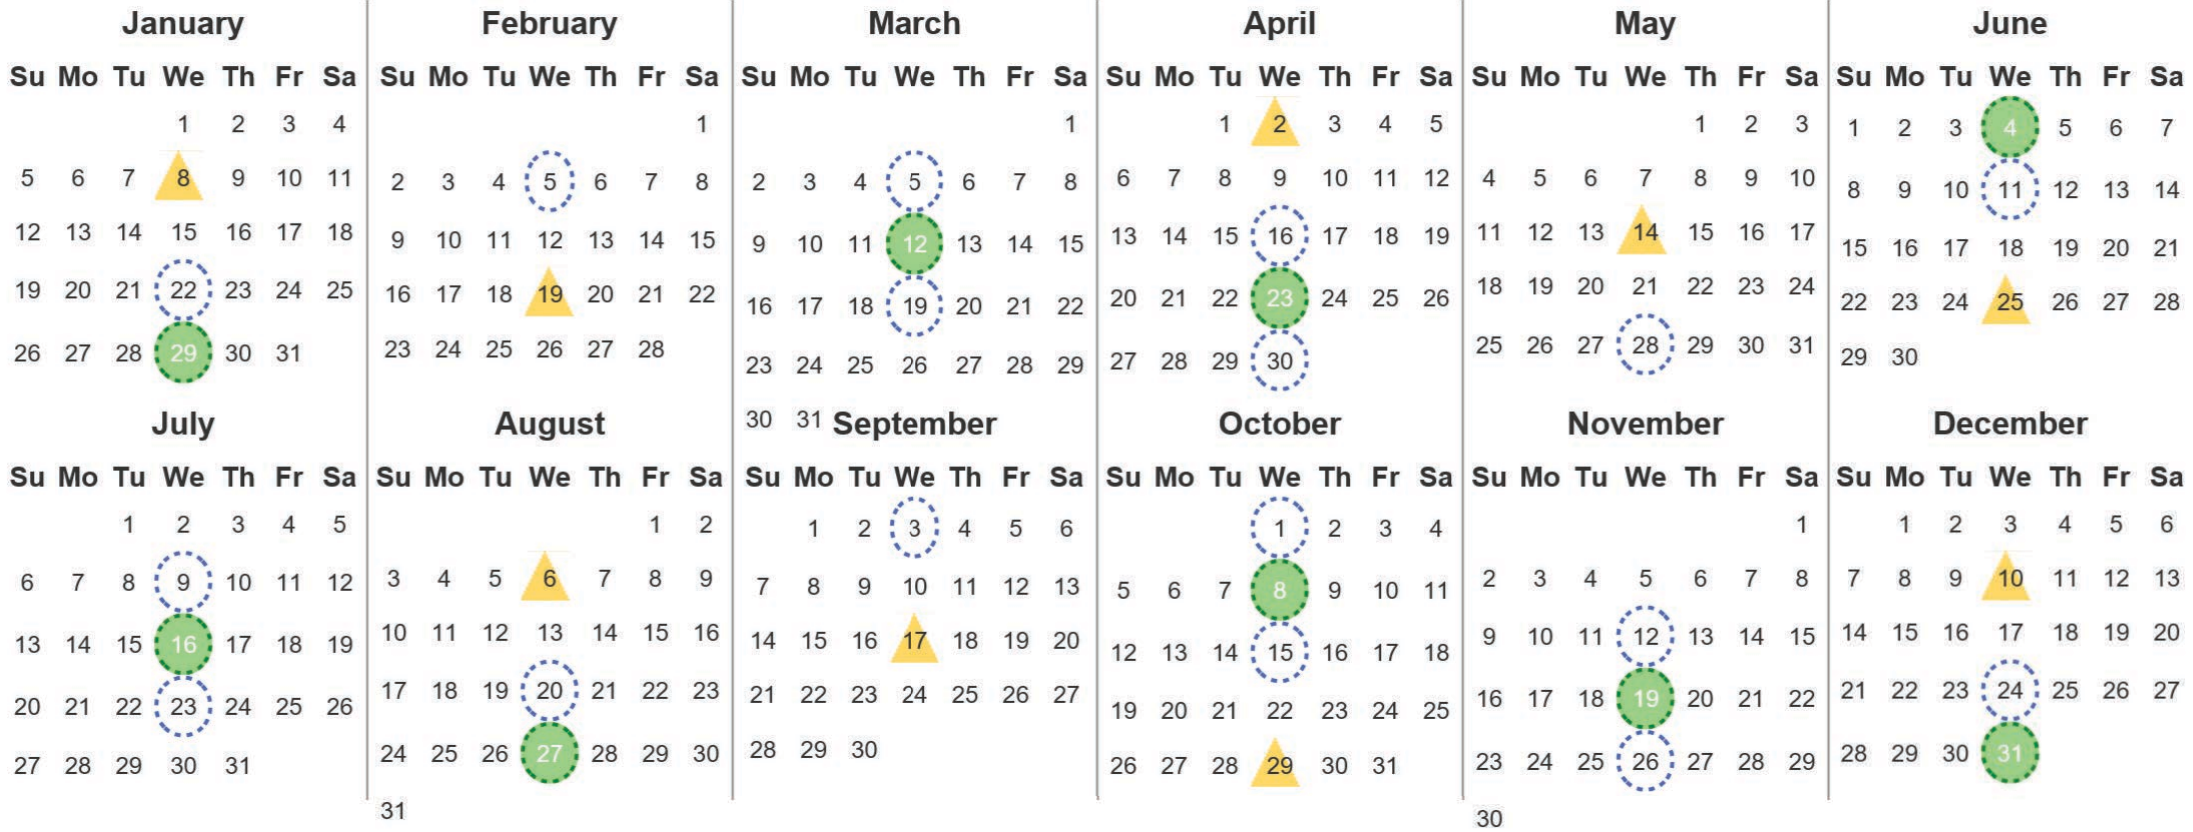 January
Su Mo Tu We Th Fr Sa
1 2 3 4
5 6 7 8 9 10 11
12 13 14 15 16 17 18
19 20 21 22 23 24 25
26 27 28 29 30 31
February
Su Mo Tu We Th Fr Sa
1
2 3 4 5 6 7 8
9 10 11 12 13 14 15
16 17 18 19 20 21 22
23 24 25 26 27 28
March
Su Mo Tu We Th Fr Sa
1
2 3 4 5 6 7 8
9 10 11 12 13 14 15
16 17 18 19 20 21 22
23 24 25 26 27 28 29
30 31
April
Su Mo Tu We Th Fr Sa
1 2 3 4 5
6 7 8 9 10 11 12
13 14 15 16 17 18 19
20 21 22 23 24 25 26
27 28 29 30
May
Su Mo Tu We Th Fr Sa
1 2 3
4 5 6 7 8 9 10
11 12 13 14 15 16 17
18 19 20 21 22 23 24
25 26 27 28 29 30 31
June
Su Mo Tu We Th Fr Sa
1 2 3 4 5 6 7
8 9 10 11 12 13 14
15 16 17 18 19 20 21
22 23 24 25 26 27 28
29 30
July
Su Mo Tu We Th Fr Sa
1 2 3 4 5
6 7 8 9 10 11 12
13 14 15 16 17 18 19
20 21 22 23 24 25 26
27 28 29 30 31
August
Su Mo Tu We Th Fr Sa
1 2
3 4 5 6 7 8 9
10 11 12 13 14 15 16
17 18 19 20 21 22 23
24 25 26 27 28 29 30
31
September
Su Mo Tu We Th Fr Sa
1 2 3 4 5 6
7 8 9 10 11 12 13
14 15 16 17 18 19 20
21 22 23 24 25 26 27
28 29 30
October
Su Mo Tu We Th Fr Sa
1 2 3 4
5 6 7 8 9 10 11
12 13 14 15 16 17 18
19 20 21 22 23 24 25
26 27 28 29 30 31
November
Su Mo Tu We Th Fr Sa
1
2 3 4 5 6 7 8
9 10 11 12 13 14 15
16 17 18 19 20 21 22
23 24 25 26 27 28 29
30
December
Su Mo Tu We Th Fr Sa
1 2 3 4 5 6
7 8 9 10 11 12 13
14 15 16 17 18 19 20
21 22 23 24 25 26 27
28 29 30 31